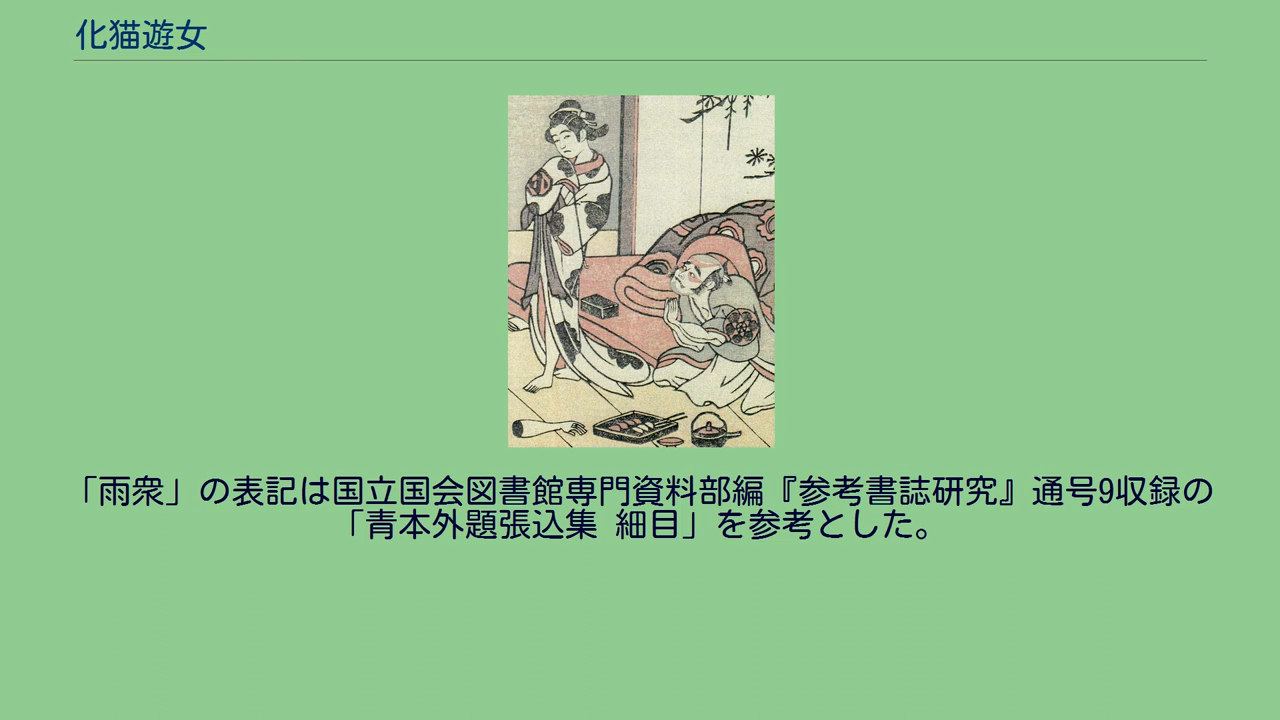 化猫遊女
「雨衆」の表記は国立国会図書館専門資料部編『参考書誌研究』通号9収録の
「青本外題張込集 細目」を参考とした。